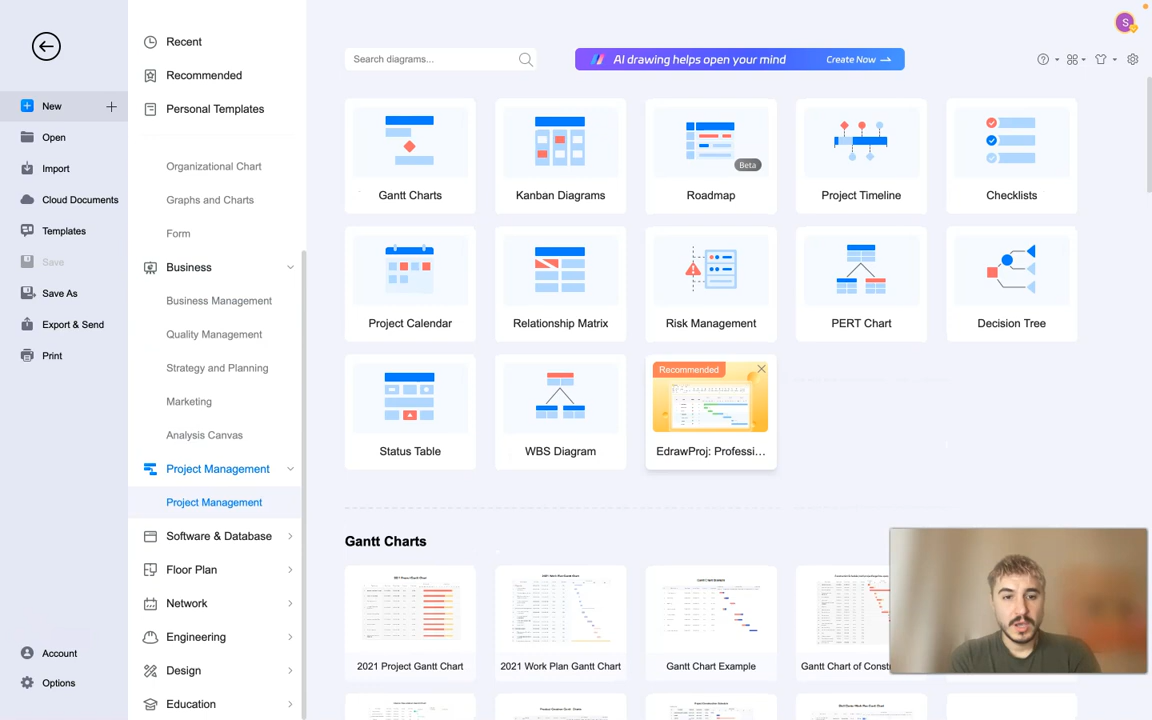 New
Open
Import
Cloud Documents
Templates
Save
Save As
Export & Send
Print
Account
Options
Recent
Recommended
Personal Templates
Organizational Chart
Graphs and Charts
Form
Business
Business Management
Quality Management
Strategy and Planning
Marketing
Analysis Canvas
Project Management
Project Management
Software & Database
Floor Plan
Network
Engineering
Design
Education
Search diagrams...
AI drawing helps open your mind
Create Now
S
Gantt Charts
Kanban Diagrams
Beta
Roadmap
Project Timeline
Checklists
Project Calendar
Relationship Matrix
Risk Management
PERT Chart
Decision Tree
Status Table
WBS Diagram
Recommended
EdrawProj: Professi...
Gantt Charts
2021 Project Gantt Chart
2021 Work Plan Gantt Chart
Gantt Chart Example
Gantt Chart of